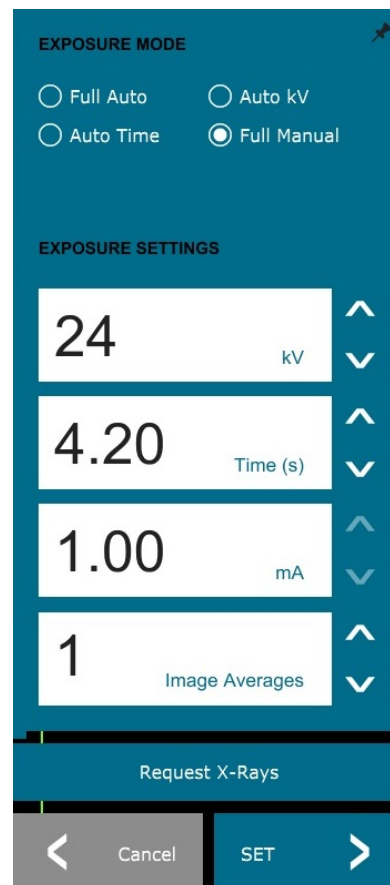 EXPOSURE MODE
Full Auto Auto kV
Auto Time Full Manual
EXPOSURE SETTINGS
24 kV
4.20 Time (s)
1.00 mA
1 Image Averages
Request X-Rays
Cancel SET